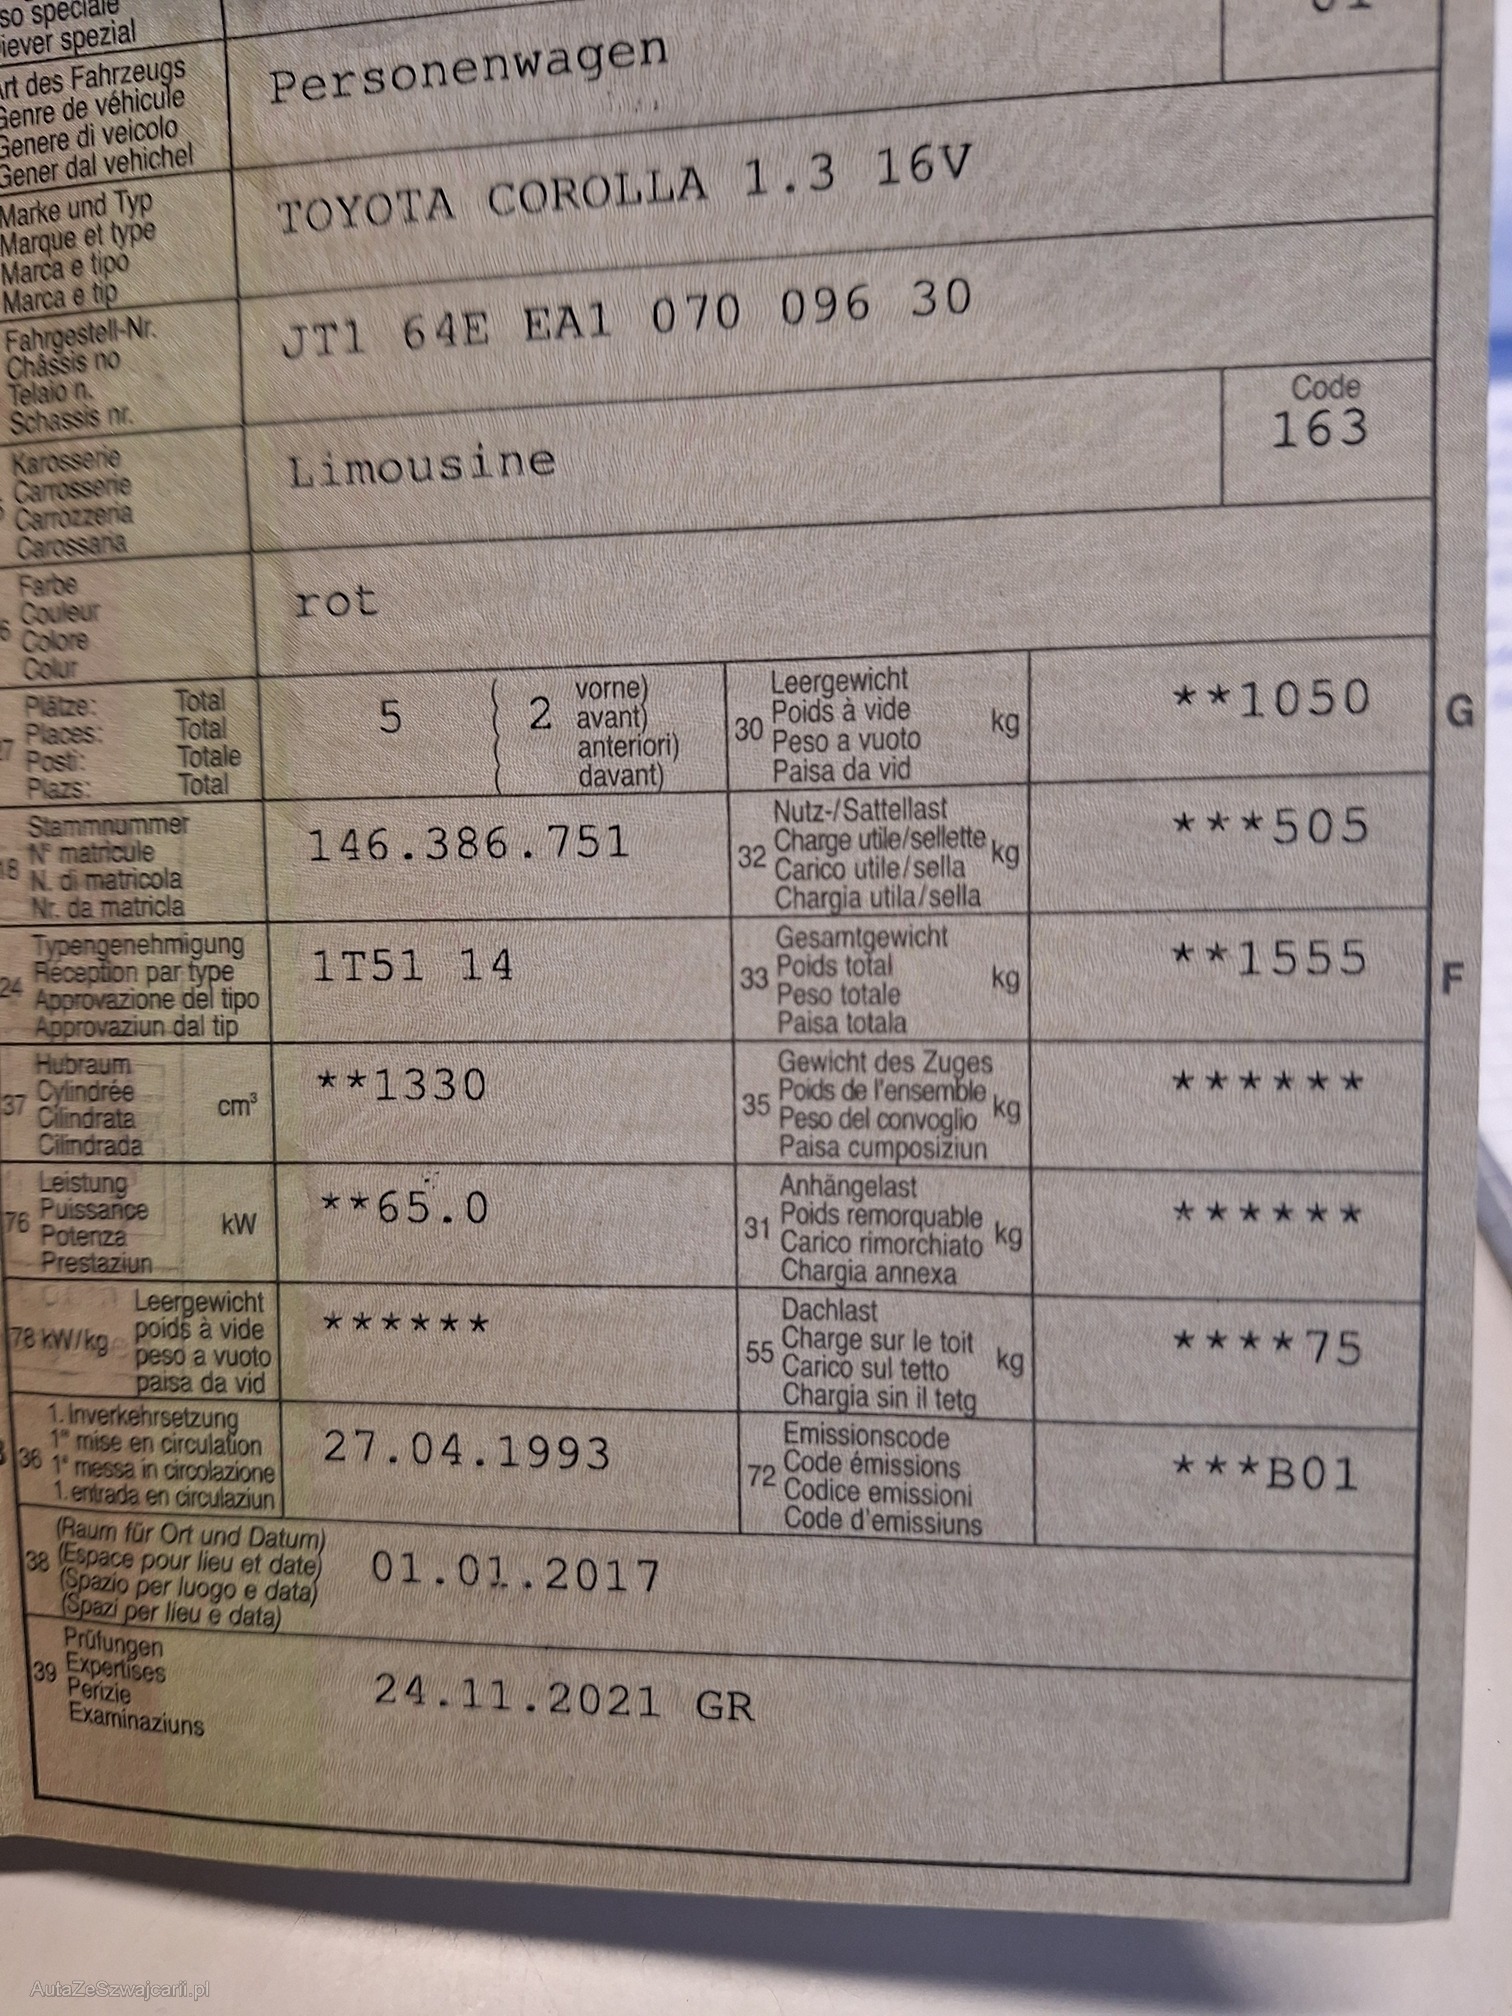 so speciale
iever spezial
rt des Fahrzeugs
Genre de véhicule
Genere di veicolo
Gener dal vehichel
Personenwagen
Marke und Typ
Marque et type
Marca e tipo
Marca e tip
TOYOTA COROLLA 1.3 16V
Fahrgestell-Nr.
Châssis no
Telaio n.
Schassis nr.
JT1 64E EA1 070 096 30
Karosserie
Carrosserie
Carrozzeria
Carossaria
Limousine
Code
163
Farbe
Couleur
Colore
Colur
rot
Plätze: Total
Places: Total
Posti: Totale
Plazs: Total
5 ( 2 vorne)
( avant)
( anteriori)
( davant)
30 Leergewicht
Poids à vide
Peso a vuoto
Paisa da vid
kg
**1050
G
18 Stammnummer
N° matricule
N. di matricola
Nr. da matricla
146.386.751
32 Nutz-/Sattellast
Charge utile/sellette
Carico utile/sella
Chargia utila/sella
kg
***505
24 Typengenehmigung
Réception par type
Approvazione del tipo
Approvaziun dal tip
1T51 14
33 Gesamtgewicht
Poids total
Peso totale
Paisa totala
kg
**1555
F
37 Hubraum
Cylindrée
Cilindrata
Cilindrada
cm³
**1330
35 Gewicht des Zuges
Poids de l'ensemble
Peso del convoglio
Paisa cumposiziun
kg
******
76 Leistung
Puissance
Potenza
Prestaziun
kW
**65.0
31 Anhängelast
Poids remorquable
Carico rimorchiato
Chargia annexa
kg
******
78 kW/kg Leergewicht
poids à vide
peso a vuoto
paisa da vid
******
55 Dachlast
Charge sur le toit
Carico sul tetto
Chargia sin il tetg
kg
****75
36 1. Inverkehrsetzung
1re mise en circulation
1a messa in circolazione
1. entrada en circulaziun
27.04.1993
72 Emissionscode
Code émissions
Codice emissioni
Code d'emissiuns
***B01
38 (Raum für Ort und Datum)
(Espace pour lieu et date)
(Spazio per luogo e data)
(Spazi per lieu e data)
01.01.2017
39 Prüfungen
Expertises
Perizie
Examinaziuns
24.11.2021 GR
AutaZeSzwajcarii.pl